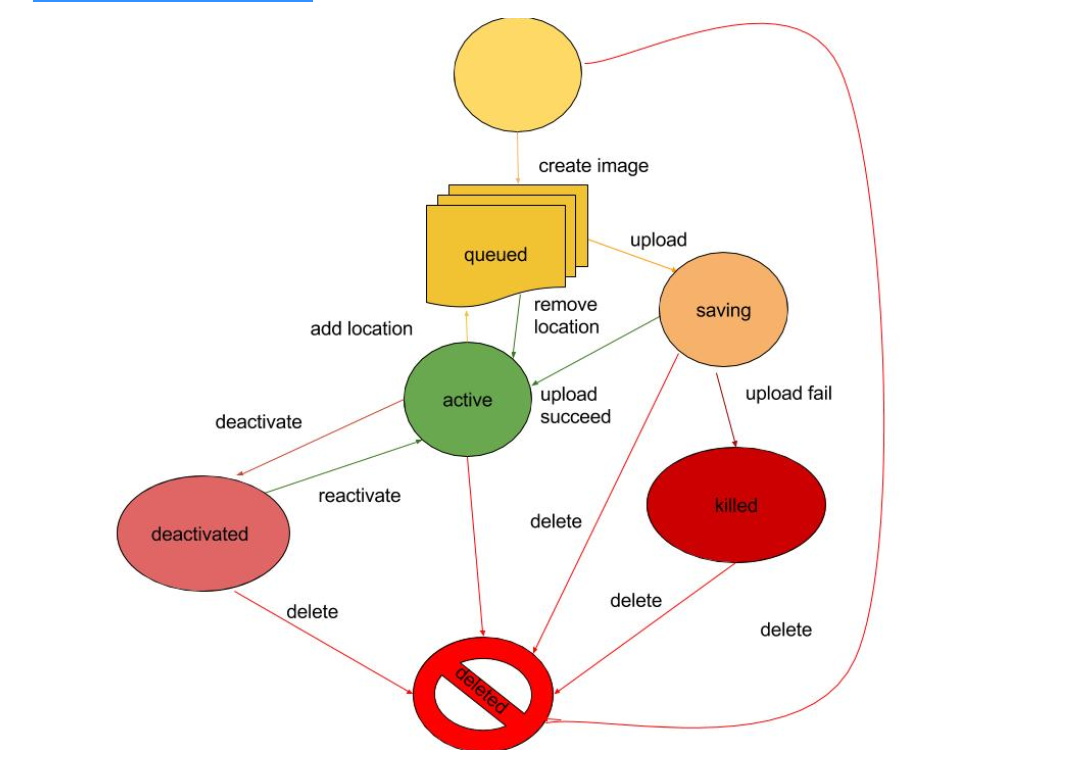 create image
queued
upload
remove
location
saving
add location
active
upload
succeed
upload fail
deactivate
reactivate
killed
deactivated
delete
delete
delete
delete
deleted